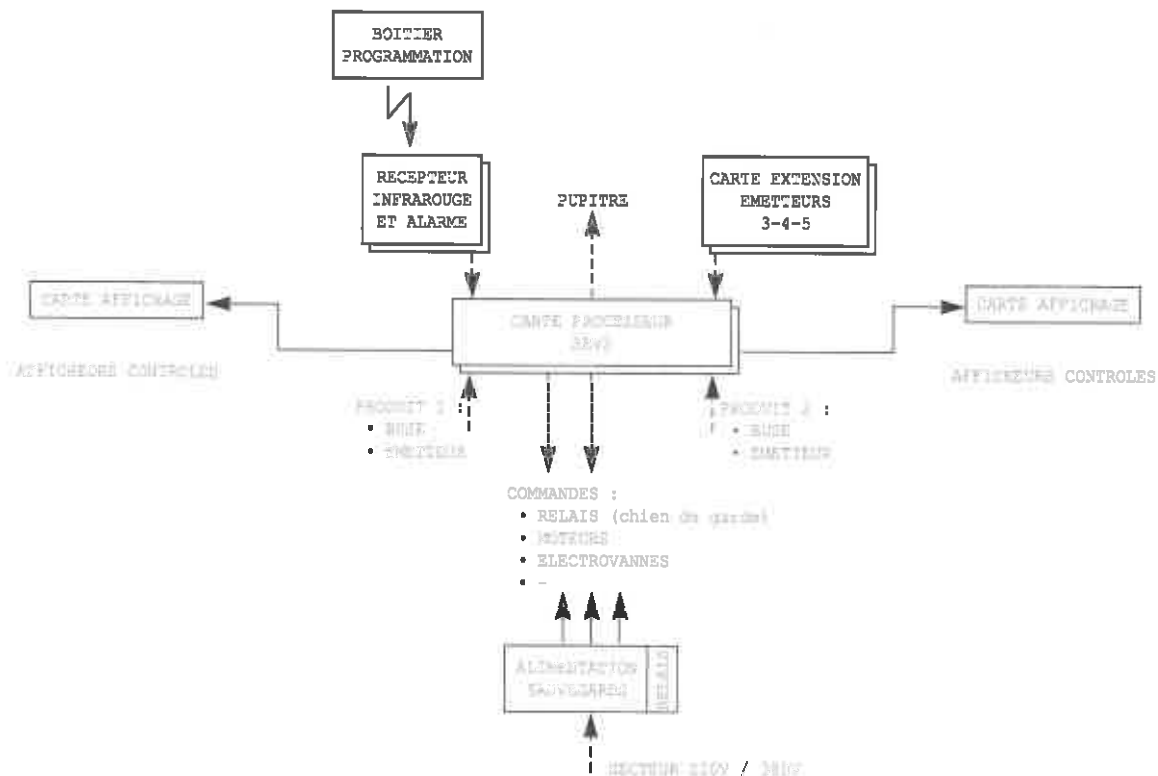 BOITIER
PROGRAMMATION
RECEPTEUR
INFRAROUGE
ET ALARME
PUPITRE
CARTE EXTENSION
EMETTEURS
3-4-5
CARTE AFFICHAGE
CARTE PROCESSEUR
CARTE AFFICHAGE
AFFICHEURS CONTROLES
AFFICHEURS CONTROLES
PRODUIT 1 :
• BUSE
• EMETTEUR
PRODUIT 2 :
• BUSE
• EMETTEUR
COMMANDES :
• RELAIS (chien de garde)
• MOTEURS
• ELECTROVANNES
• -
ALIMENTATION
SAUVEGARDE
RELAIS
SECTEUR /